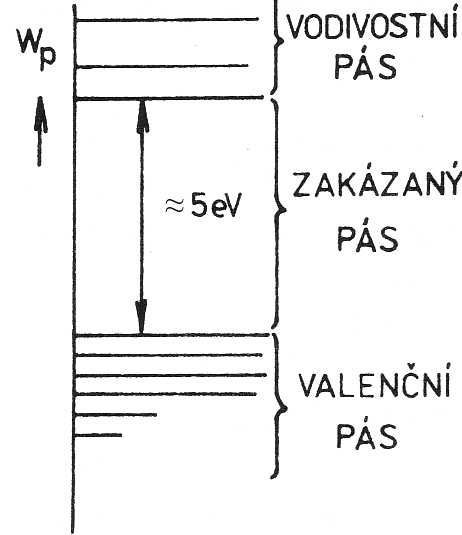 VODIVOSTNÍ
PÁS
Wp
≈5eV
ZAKÁZANÝ
PÁS
VALENČNÍ
PÁS